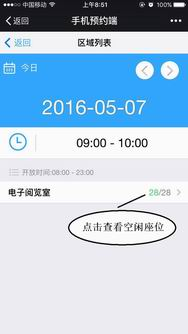 中国移动 上午8:51
返回 手机预约端
返回 区域列表
今日
2016-05-07
09:00 - 10:00
开放时间:08:00 - 23:00
电子阅览室 28/28
点击查看空闲座位